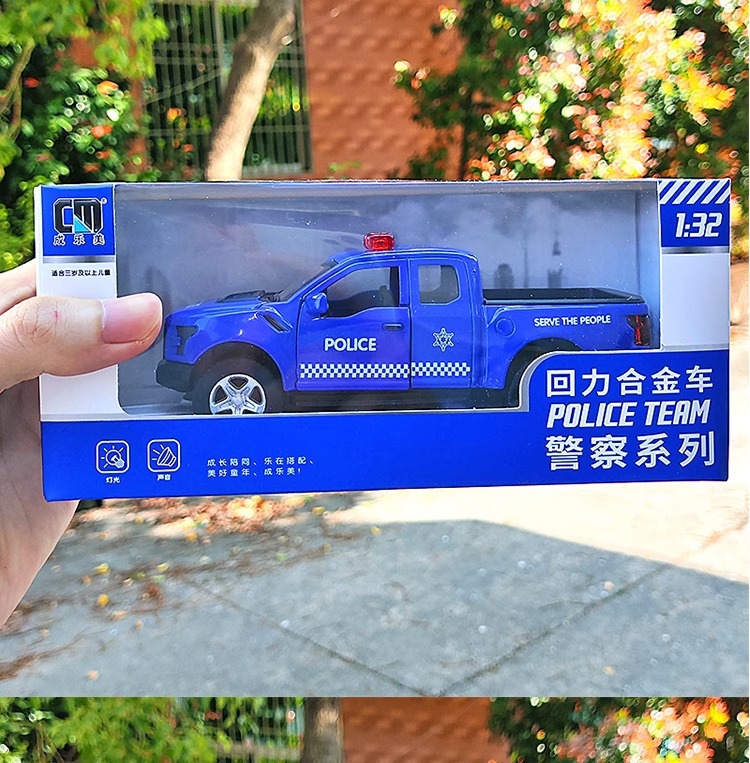 CM
成乐美
适合三岁及以上儿童
1:32
POLICE
SERVE THE PEOPLE
回力合金车
POLICE TEAM
警察系列
灯光
声音
成长陪同、乐在搭配、
美好童年、成乐美!